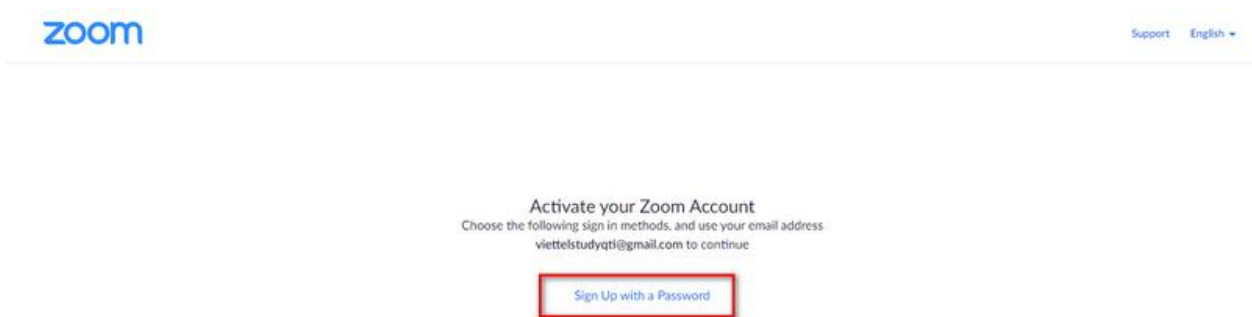 zoom
Support English
Activate your Zoom Account
Choose the following sign in methods, and use your email address
viettelstudyqti@gmail.com to continue
Sign Up with a Password